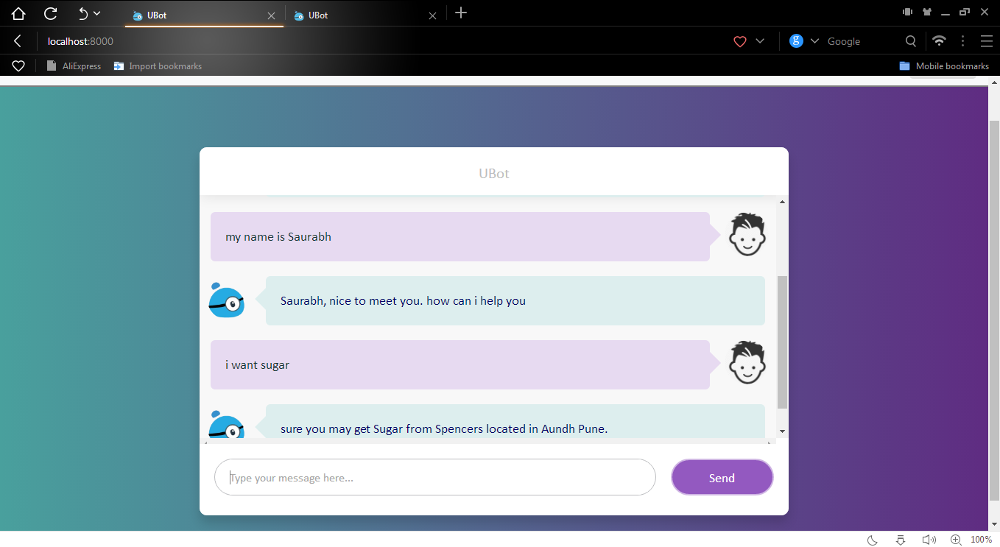 UBot
UBot
localhost:8000
g
Google
AliExpress
Import bookmarks
Mobile bookmarks
UBot
my name is Saurabh
Saurabh, nice to meet you. how can i help you
i want sugar
sure you may get Sugar from Spencers located in Aundh Pune.
Type your message here...
Send
100%